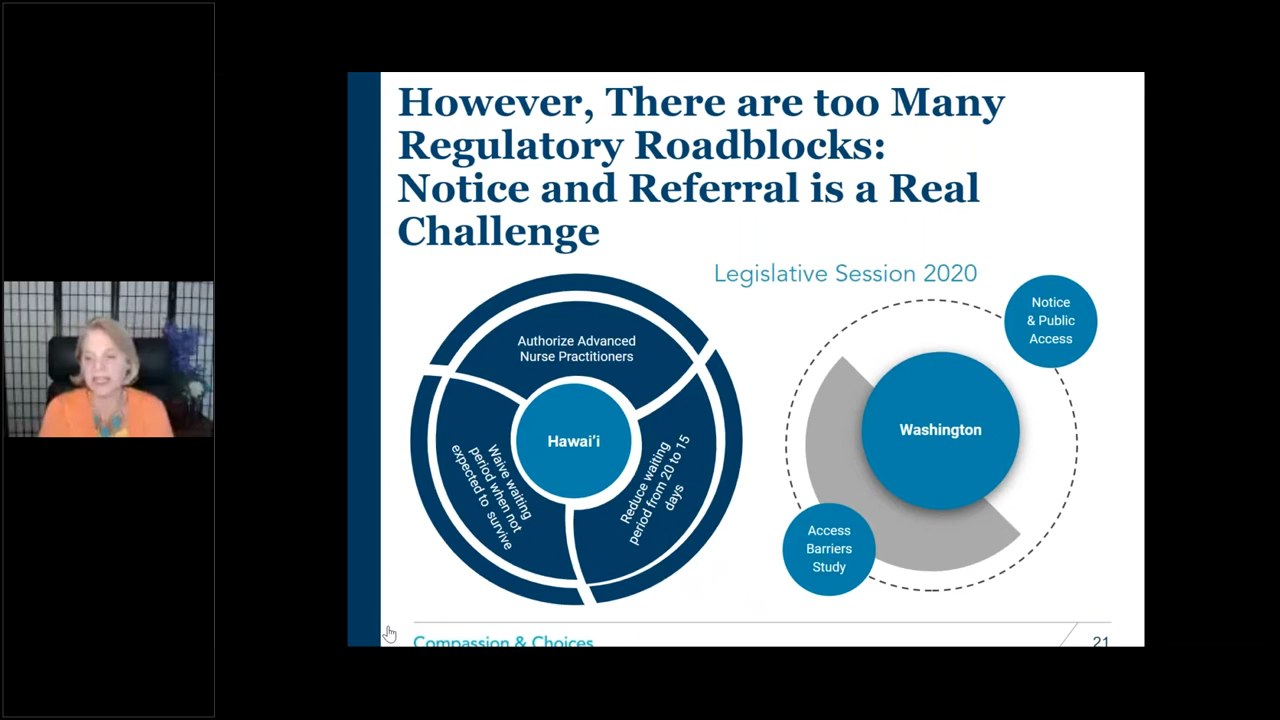 However, There are too Many
Regulatory Roadblocks:
Notice and Referral is a Real
Challenge
Legislative Session 2020
Authorize Advanced
Nurse Practitioners
Hawai’i
Waive waiting
period when not
expected to survive
Reduce waiting
period from 20 to 15
days
Notice
& Public
Access
Washington
Access
Barriers
Study
Compassion & Choices
21